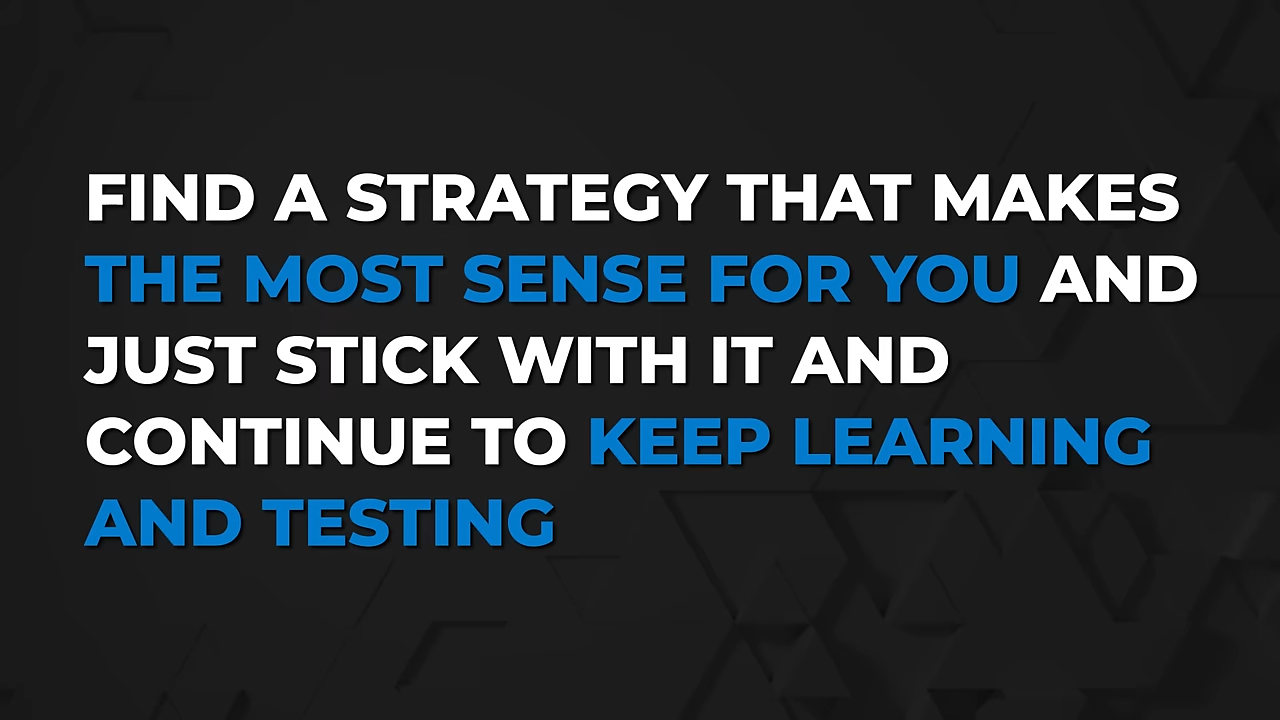 FIND A STRATEGY THAT MAKES
THE MOST SENSE FOR YOU AND
JUST STICK WITH IT AND
CONTINUE TO KEEP LEARNING
AND TESTING